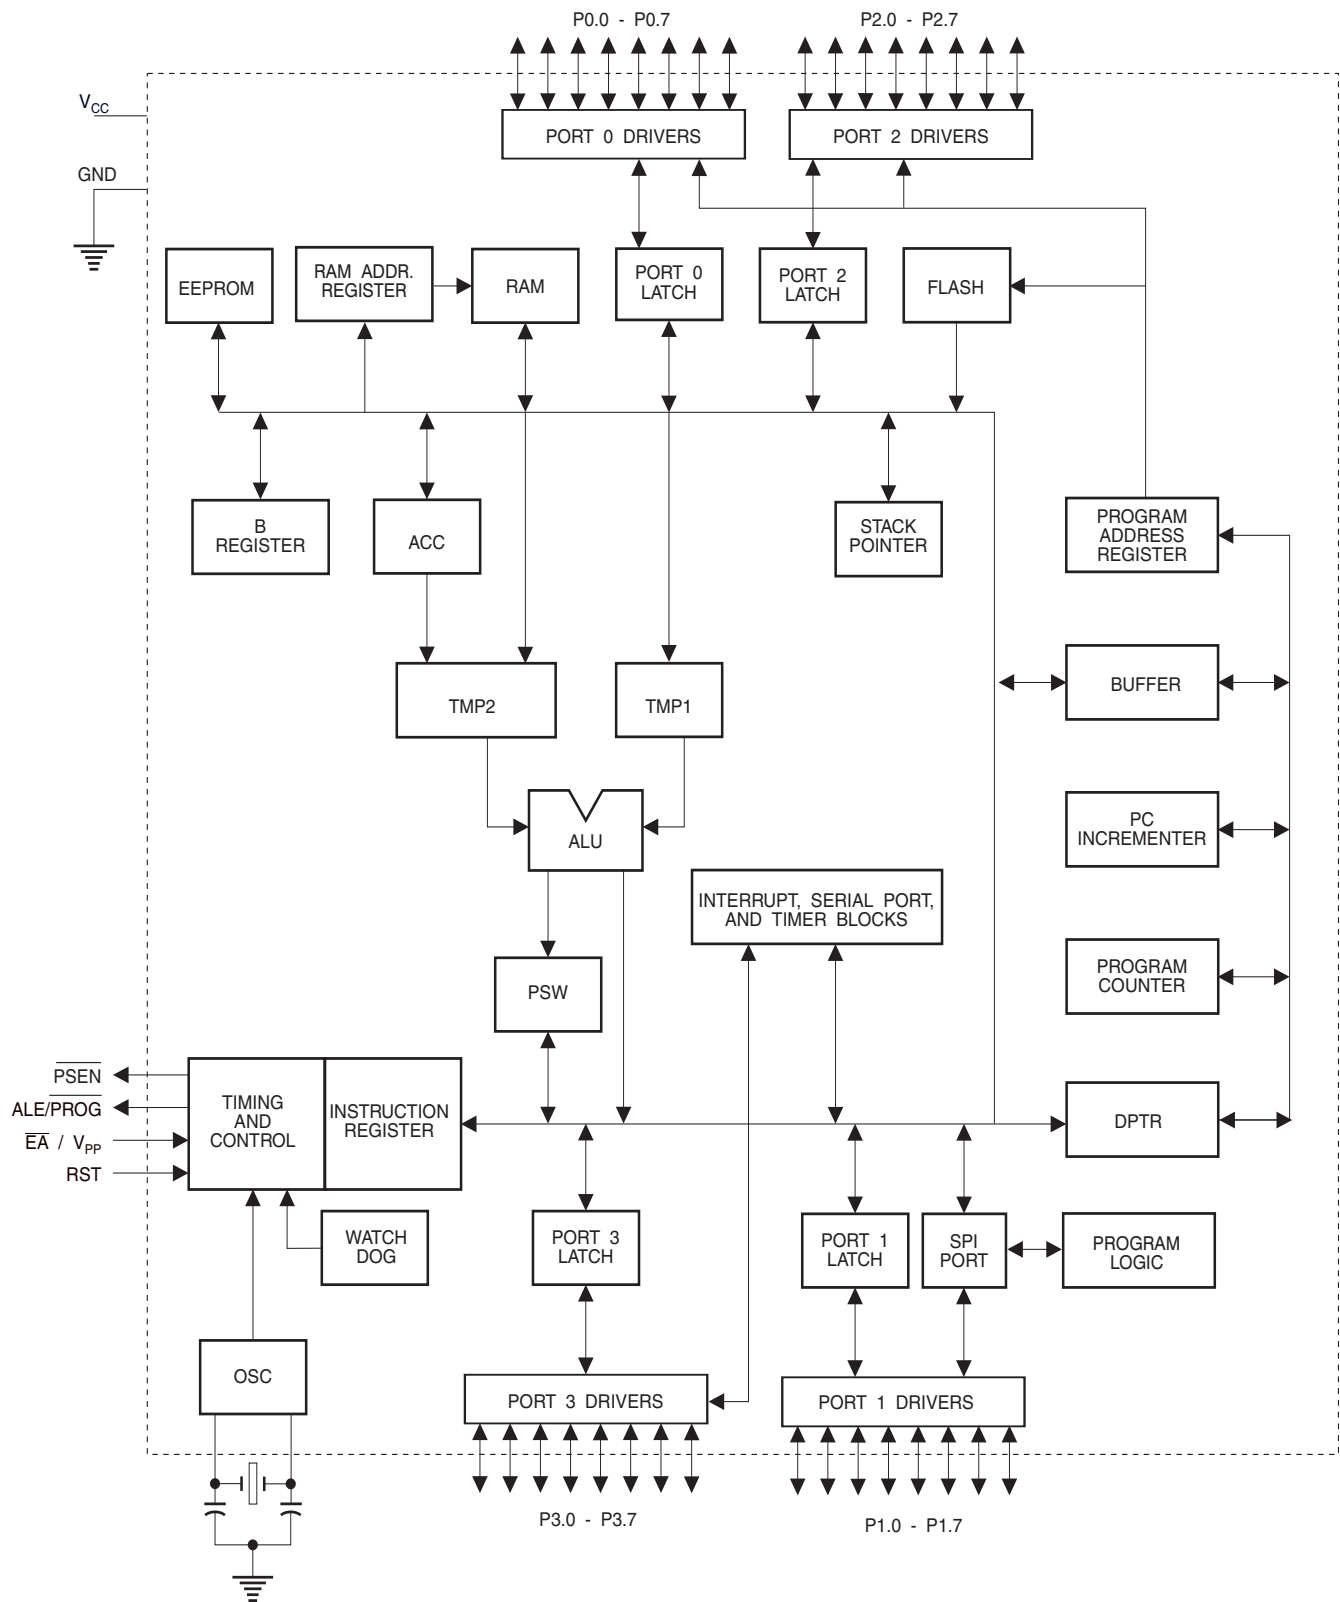 P0.0 - P0.7
P2.0 - P2.7
VCC
PORT 0 DRIVERS
PORT 2 DRIVERS
GND
EEPROM
RAM ADDR.
REGISTER
RAM
PORT 0
LATCH
PORT 2
LATCH
FLASH
B
REGISTER
ACC
STACK
POINTER
PROGRAM
ADDRESS
REGISTER
TMP2
TMP1
BUFFER
ALU
PC
INCREMENTER
INTERRUPT, SERIAL PORT,
AND TIMER BLOCKS
PSW
PROGRAM
COUNTER
PSEN
ALE/PROG
EA / VPP
RST
TIMING
AND
CONTROL
INSTRUCTION
REGISTER
DPTR
WATCH
DOG
PORT 3
LATCH
PORT 1
LATCH
SPI
PORT
PROGRAM
LOGIC
OSC
PORT 3 DRIVERS
PORT 1 DRIVERS
P3.0 - P3.7
P1.0 - P1.7